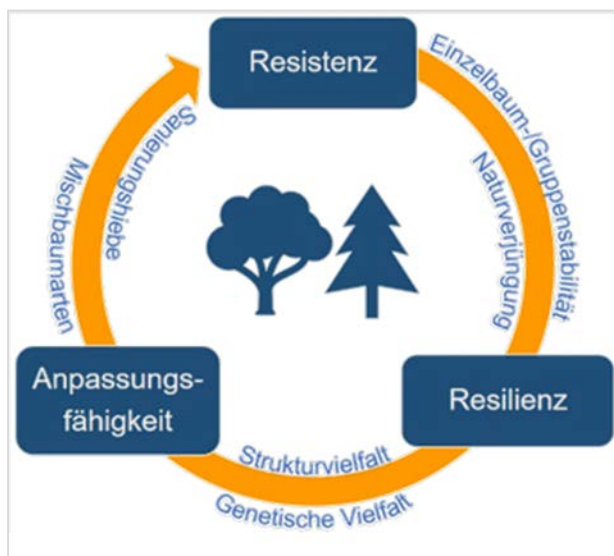 Resistenz
Einzelbaum-/Gruppenstabilität
Naturverjüngung
Resilienz
Strukturvielfalt
Genetische Vielfalt
Anpassungs-
fähigkeit
Mischbaumarten
Sanierungshiebe